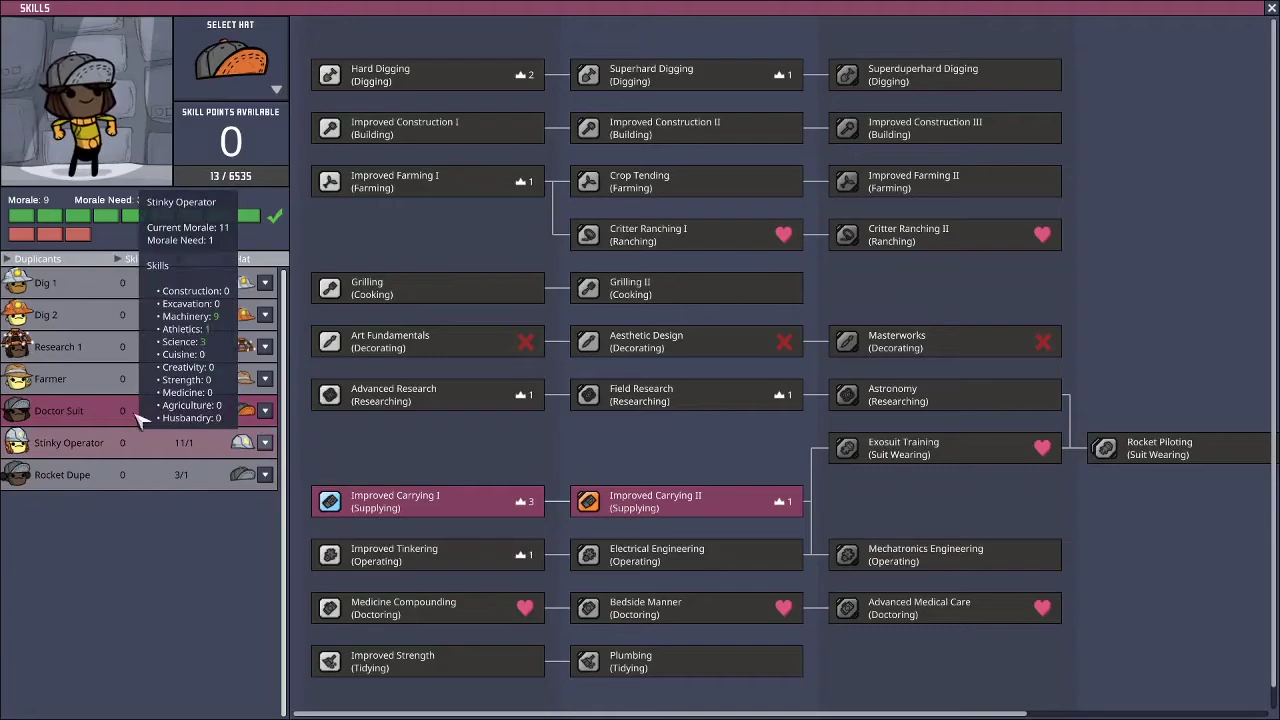 SKILLS
SELECT HAT
SKILL POINTS AVAILABLE
0
13 / 6535
Morale: 9
Morale Need:
Stinky Operator
Current Morale: 11
Morale Need: 1
Skills
• Construction: 0
• Excavation: 0
• Machinery: 9
• Athletics: 1
• Science: 3
• Cuisine: 0
• Creativity: 0
• Strength: 0
• Medicine: 0
• Agriculture: 0
• Husbandry: 0
Duplicants
Dig 1 0
Dig 2 0
Research 1 0
Farmer 0
Doctor Suit 0
Stinky Operator 0 11/1
Rocket Dupe 0 3/1
Hard Digging
(Digging)
2
Superhard Digging
(Digging)
1
Superduperhard Digging
(Digging)
Improved Construction I
(Building)
Improved Construction II
(Building)
Improved Construction III
(Building)
Improved Farming I
(Farming)
1
Crop Tending
(Farming)
Improved Farming II
(Farming)
Critter Ranching I
(Ranching)
Critter Ranching II
(Ranching)
Grilling
(Cooking)
Grilling II
(Cooking)
Art Fundamentals
(Decorating)
Aesthetic Design
(Decorating)
Masterworks
(Decorating)
Advanced Research
(Researching)
1
Field Research
(Researching)
1
Astronomy
(Researching)
Exosuit Training
(Suit Wearing)
Rocket Piloting
(Suit Wearing)
Improved Carrying I
(Supplying)
3
Improved Carrying II
(Supplying)
1
Improved Tinkering
(Operating)
1
Electrical Engineering
(Operating)
Mechatronics Engineering
(Operating)
Medicine Compounding
(Doctoring)
Bedside Manner
(Doctoring)
Advanced Medical Care
(Doctoring)
Improved Strength
(Tidying)
Plumbing
(Tidying)